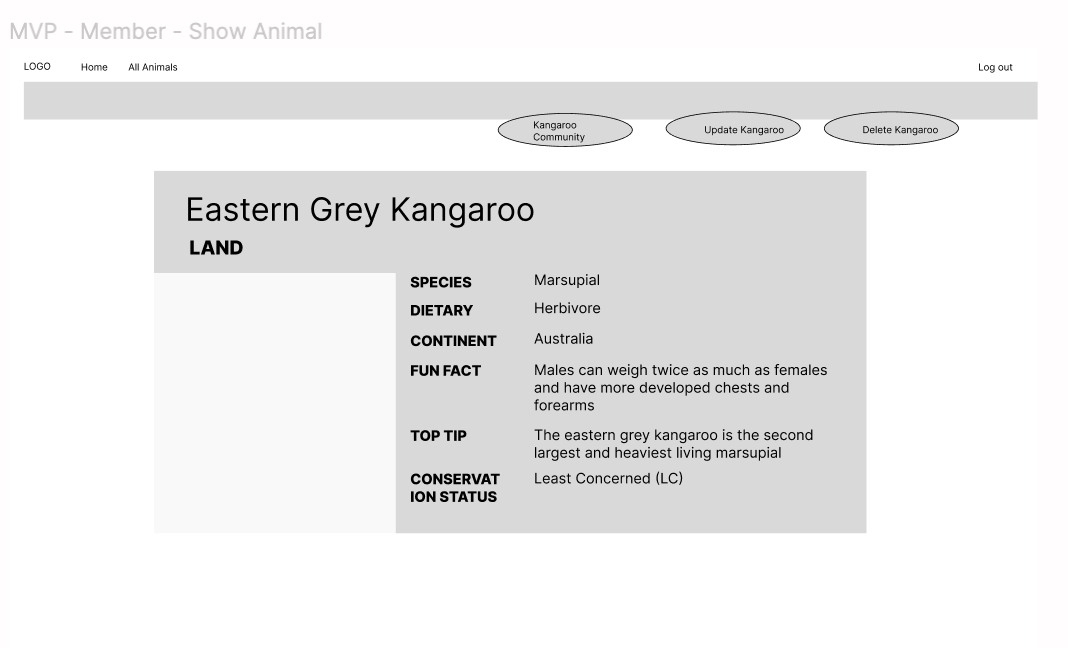 MVP - Member - Show Animal
LOGO Home All Animals Log out
Kangaroo
Community
Update Kangaroo
Delete Kangaroo
Eastern Grey Kangaroo
LAND
SPECIES Marsupial
DIETARY Herbivore
CONTINENT Australia
FUN FACT Males can weigh twice as much as females
and have more developed chests and
forearms
TOP TIP The eastern grey kangaroo is the second
largest and heaviest living marsupial
CONSERVAT Least Concerned (LC)
ION STATUS